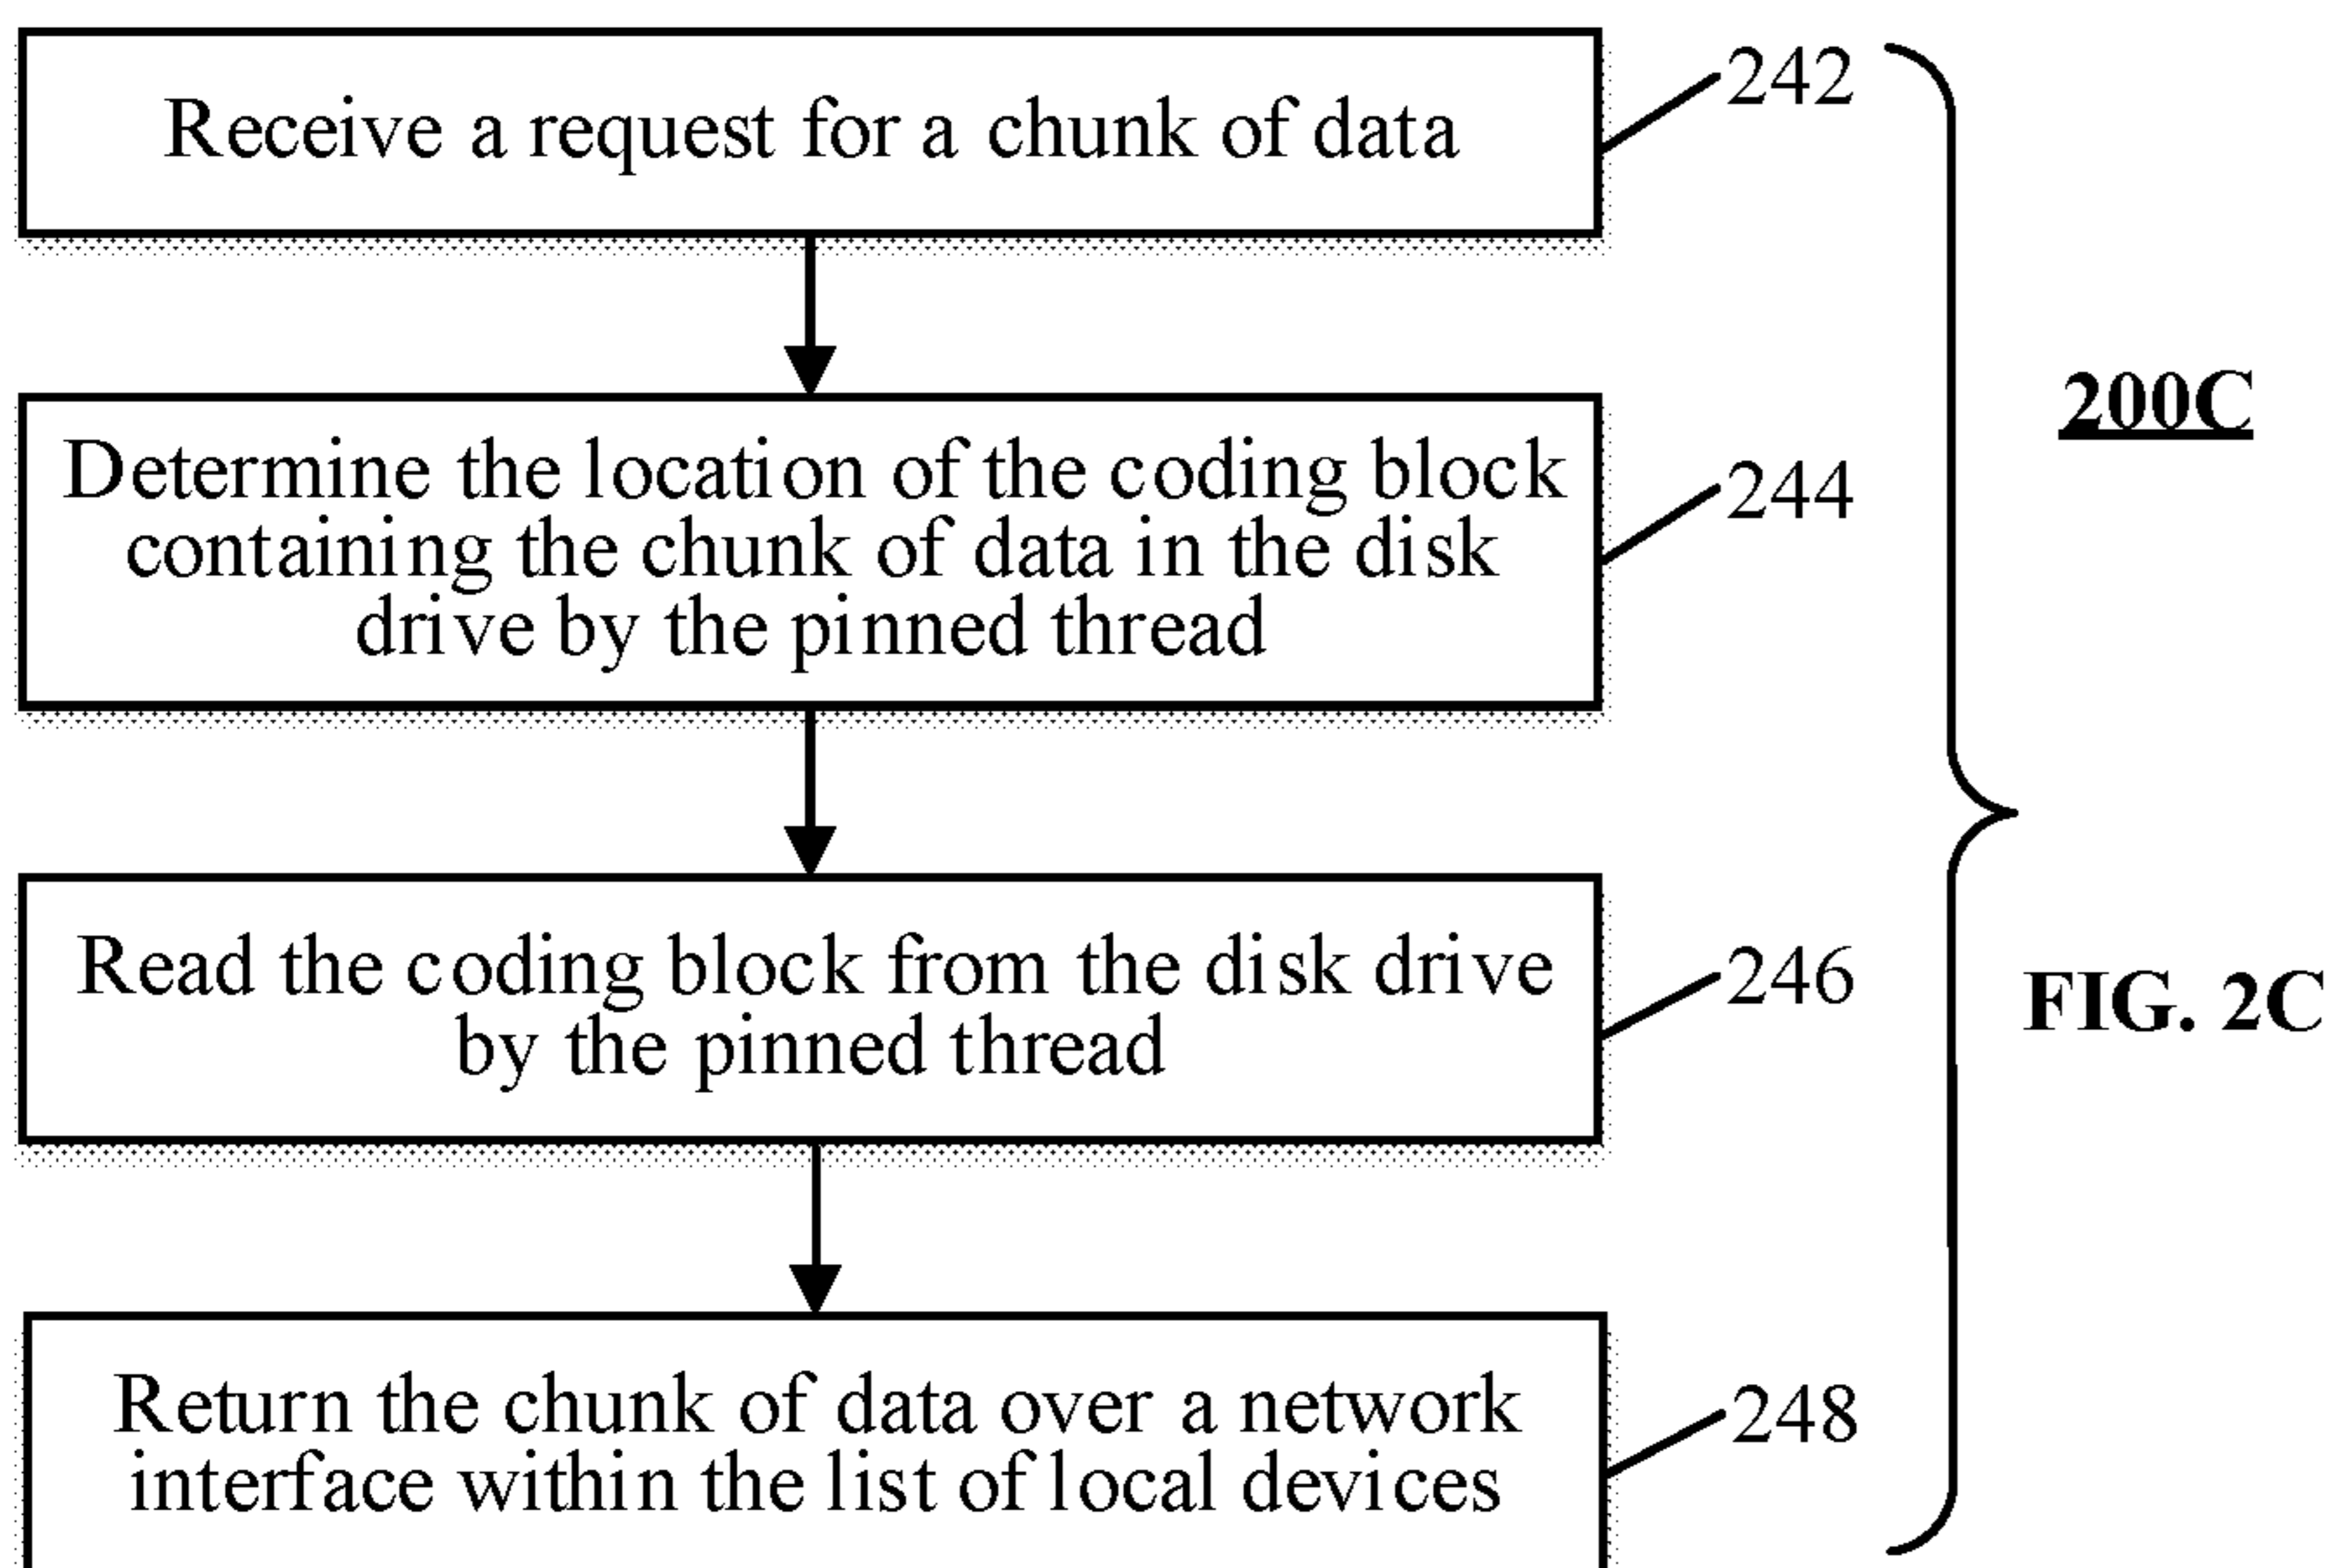 Receive a request for a chunk of data
242
200C
Determine the location of the coding block
containing the chunk of data in the disk
drive by the pinned thread
244
Read the coding block from the disk drive
by the pinned thread
246
FIG. 2C
Return the chunk of data over a network
interface within the list of local devices
248